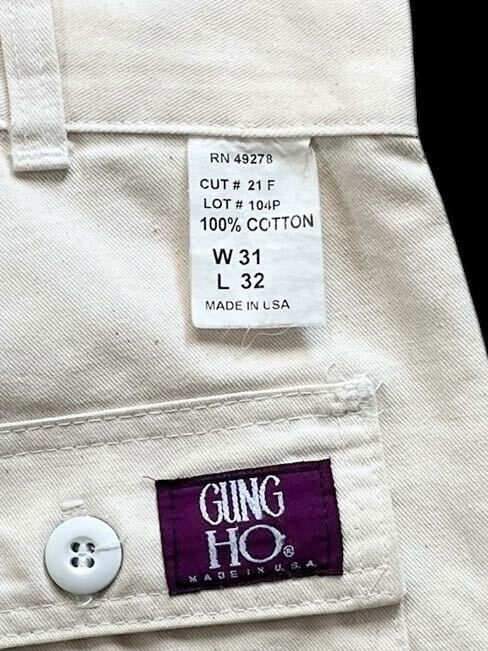 RN 49278
CUT # 21 F
LOT # 104P
100% COTTON
W 31
L 32
MADE IN USA
GUNG
HO®
MADE IN U.S.A.